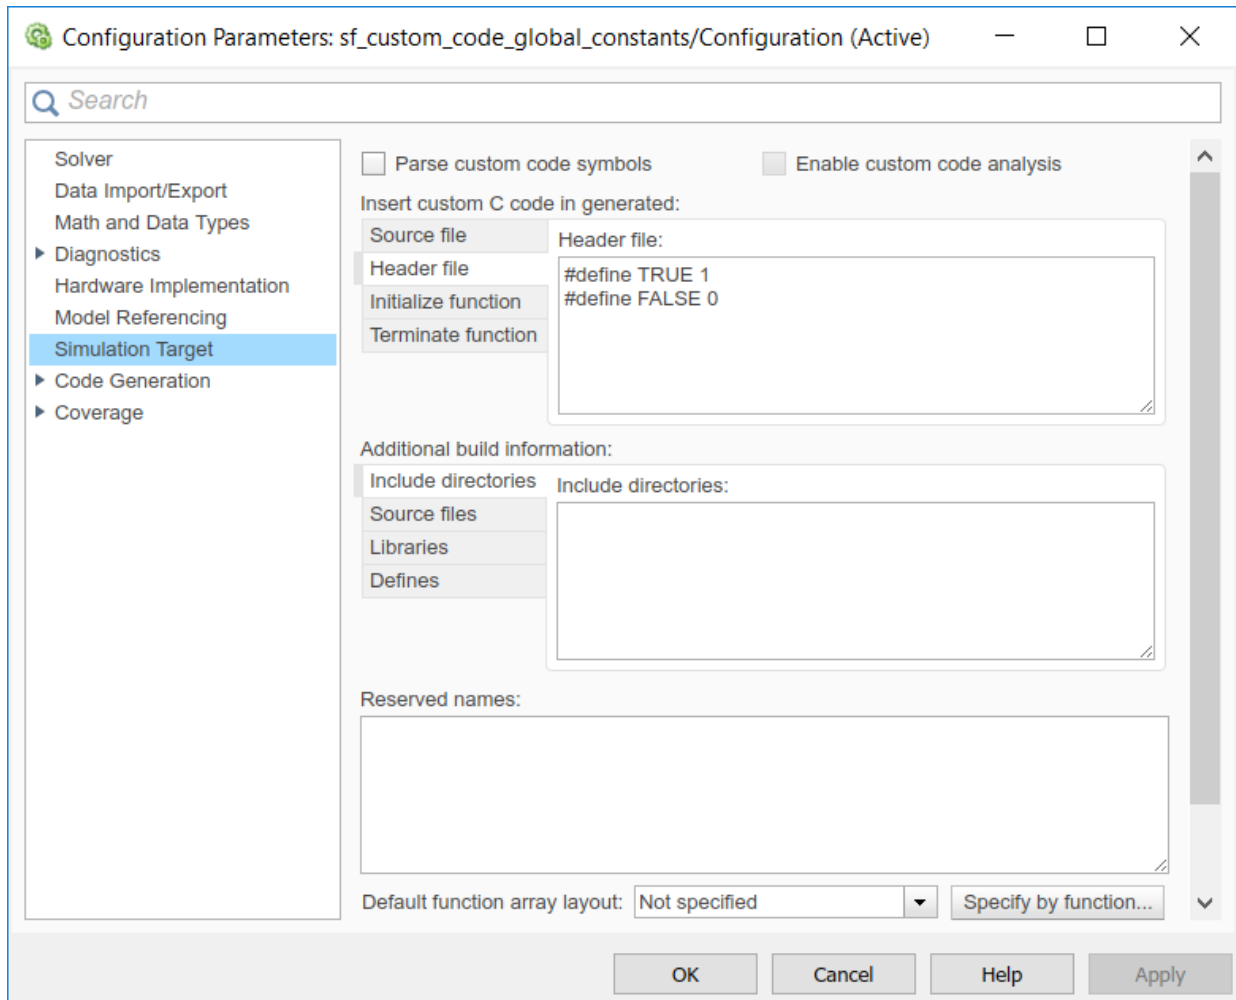 Configuration Parameters: sf_custom_code_global_constants/Configuration (Active)
Search
Solver
Data Import/Export
Math and Data Types
Diagnostics
Hardware Implementation
Model Referencing
Simulation Target
Code Generation
Coverage
Parse custom code symbols
Enable custom code analysis
Insert custom C code in generated:
Source file
Header file
Initialize function
Terminate function
Header file:
#define TRUE 1
#define FALSE 0
Additional build information:
Include directories
Source files
Libraries
Defines
Include directories:
Reserved names:
Default function array layout: Not specified
Specify by function...
OK
Cancel
Help
Apply